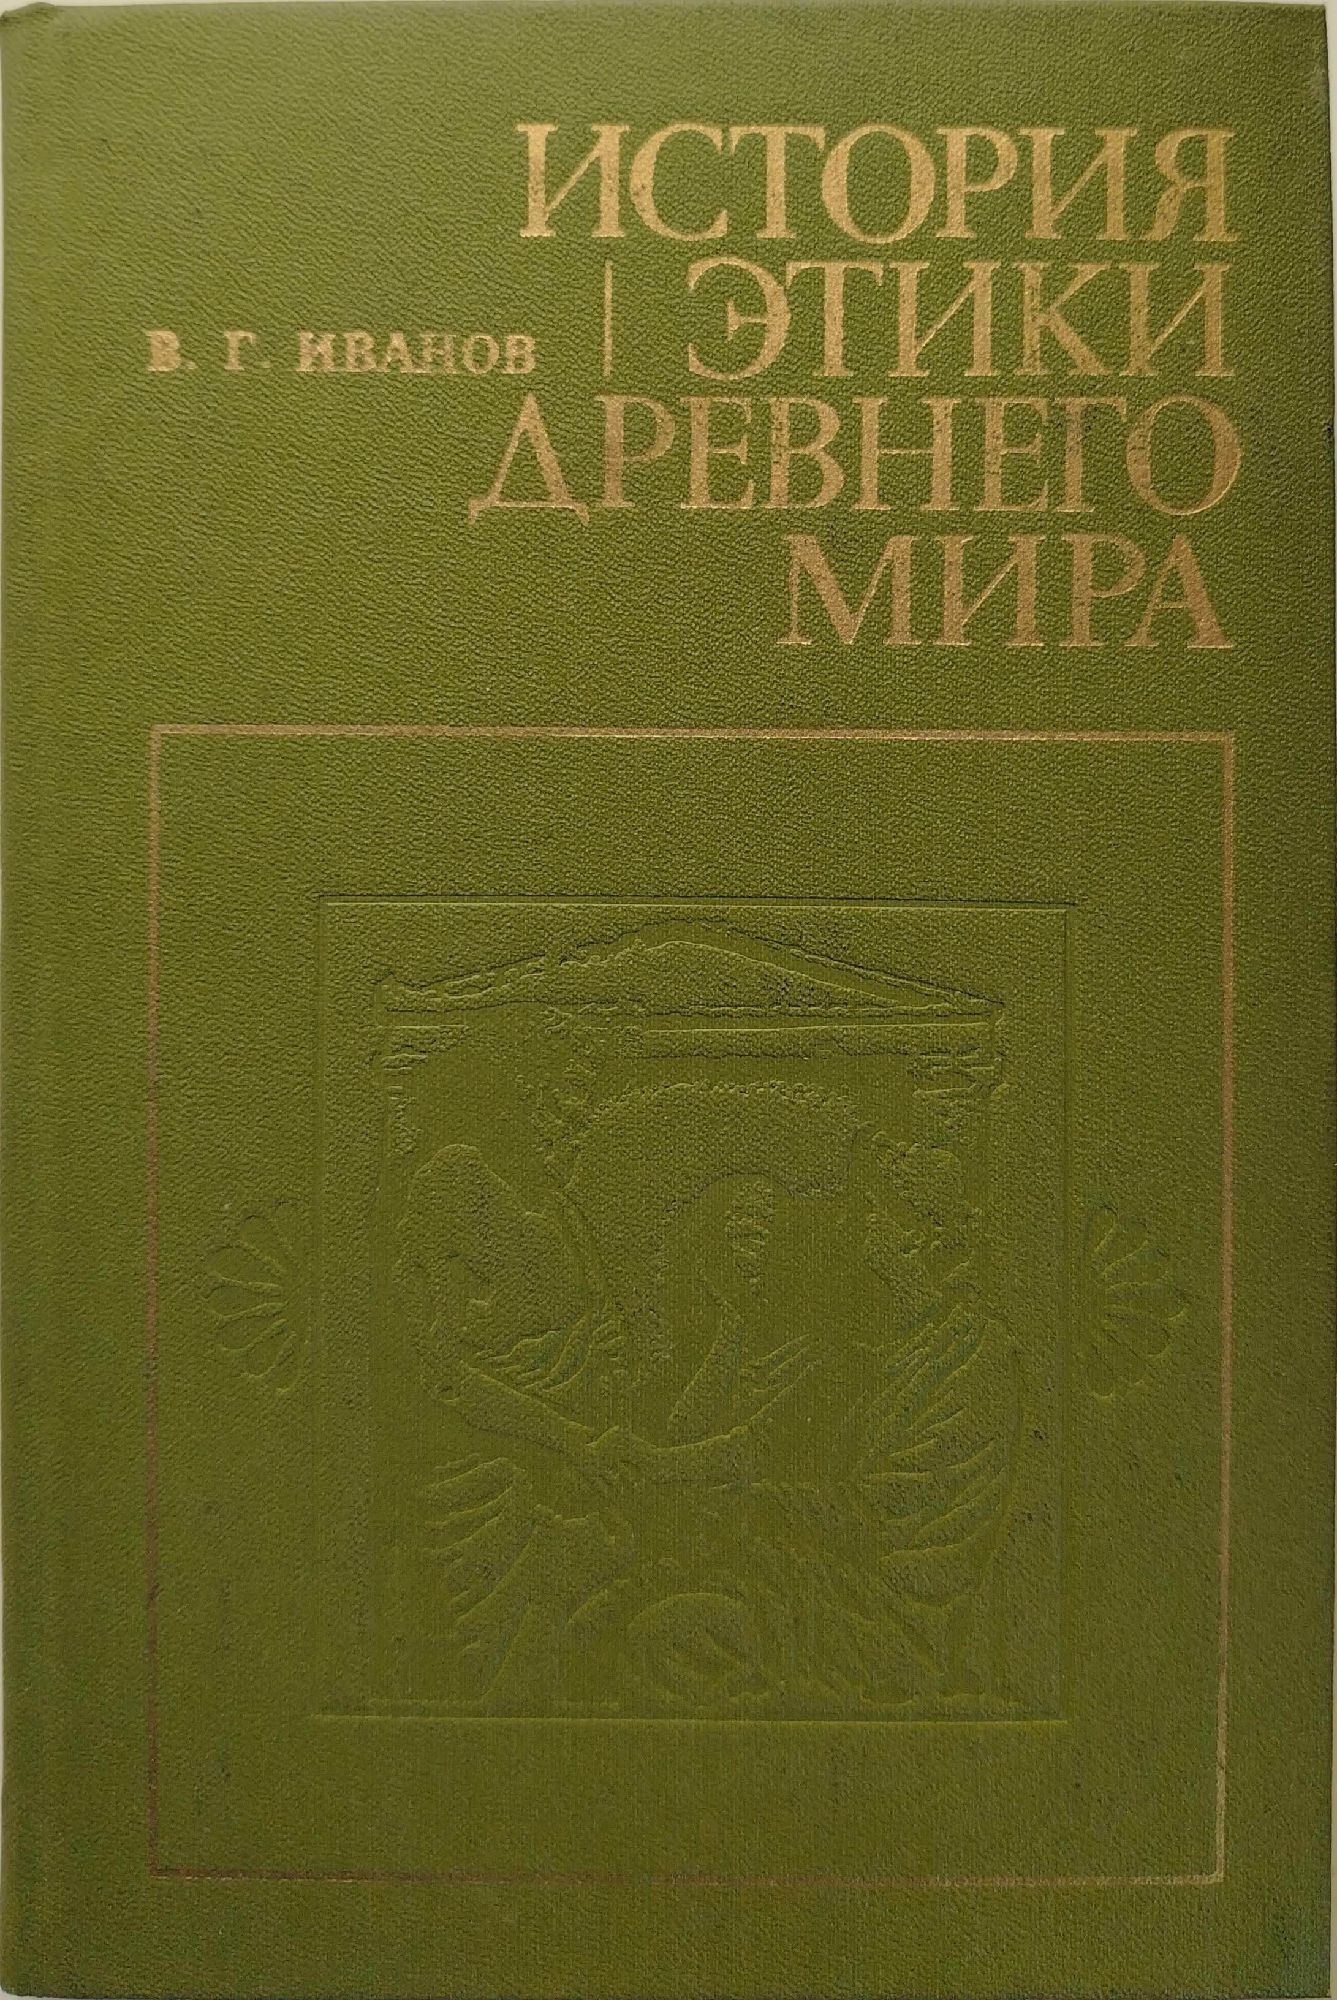 В. Г. ИВАНОВ
ИСТОРИЯ
ЭТИКИ
ДРЕВНЕГО
МИРА